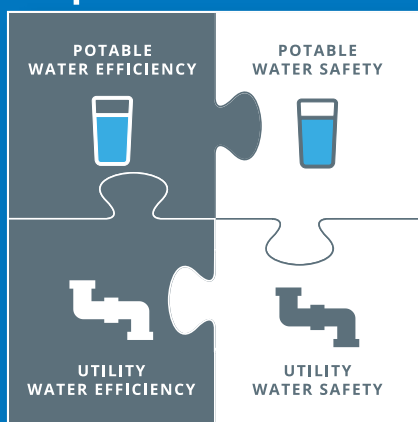 POTABLE
WATER EFFICIENCY
POTABLE
WATER SAFETY
UTILITY
WATER EFFICIENCY
UTILITY
WATER SAFETY